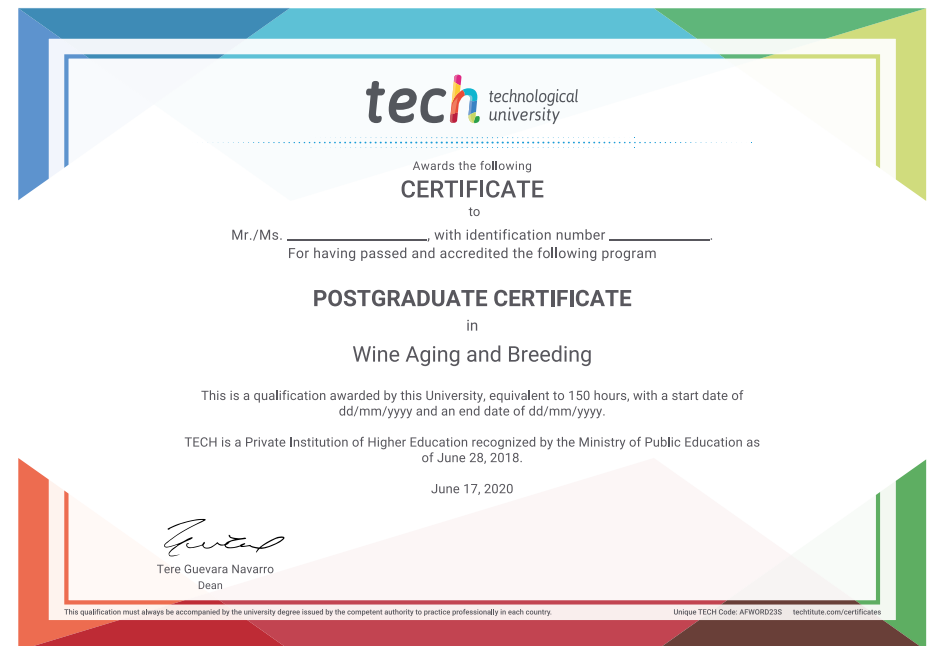 tech technological
university
Awards the following
CERTIFICATE
to
Mr./Ms. ____________________, with identification number ______________.
For having passed and accredited the following program
POSTGRADUATE CERTIFICATE
in
Wine Aging and Breeding
This is a qualification awarded by this University, equivalent to 150 hours, with a start date of
dd/mm/yyyy and an end date of dd/mm/yyyy.
TECH is a Private Institution of Higher Education recognized by the Ministry of Public Education as
of June 28, 2018.
June 17, 2020
Tere Guevara Navarro
Dean
This qualification must always be accompanied by the university degree issued by the competent authority to practice professionally in each country.
Unique TECH Code: AFWORD23S techtitute.com/certificates